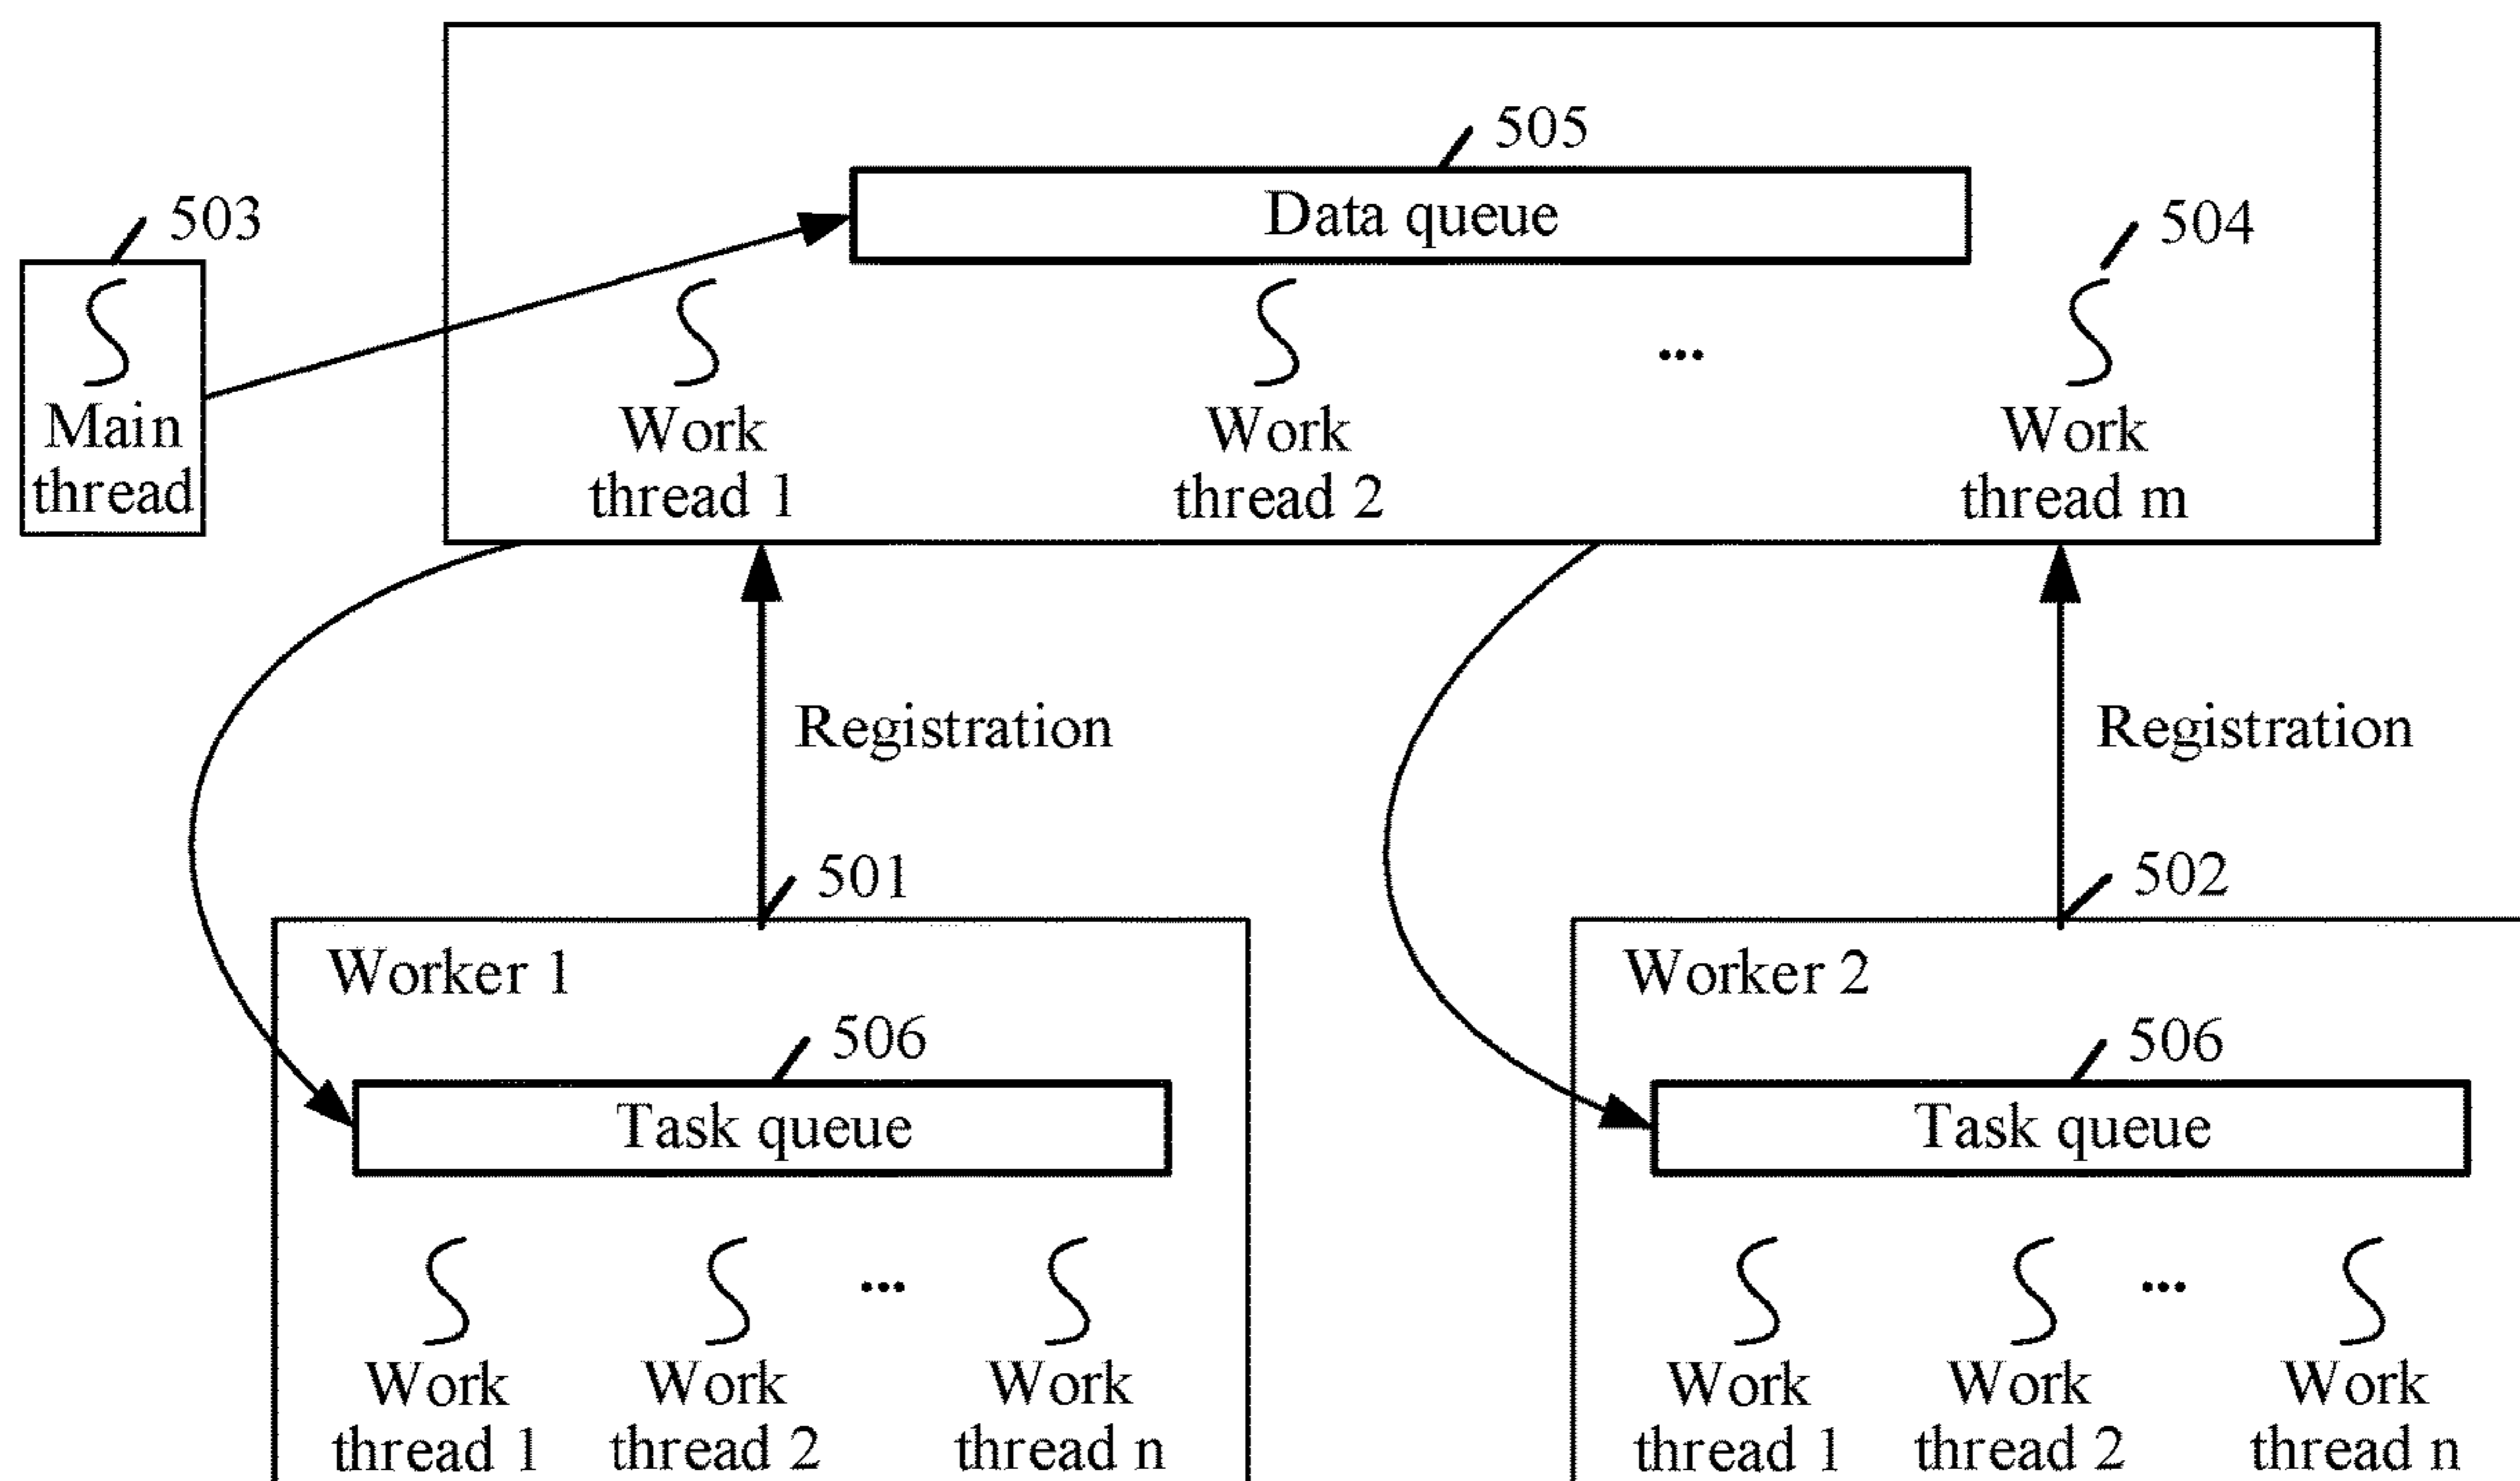 505
Data queue
503
504
Main
thread
Work
thread 1
Work
thread 2
...
Work
thread m
Registration
Registration
501
502
Worker 1
506
Task queue
Work
thread 1
Work
thread 2
...
Work
thread n
Worker 2
506
Task queue
Work
thread 1
Work
thread 2
...
Work
thread n